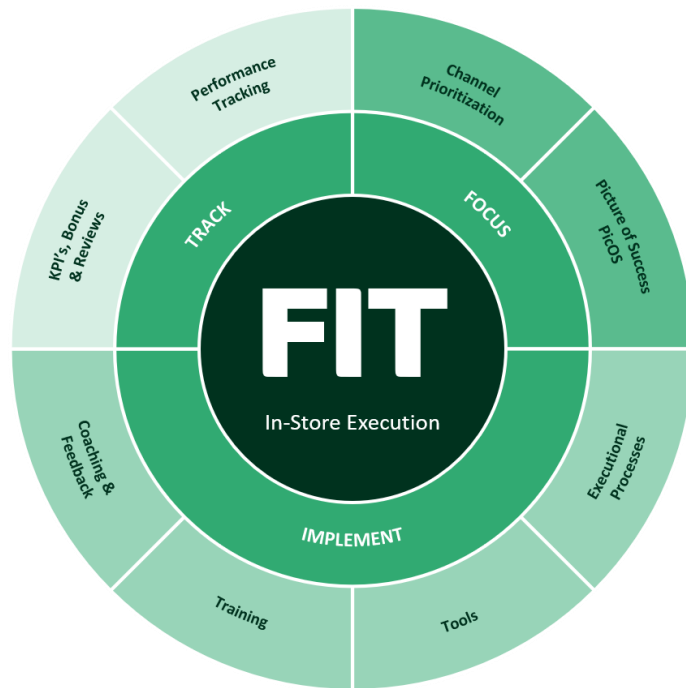 FIT
In-Store Execution
FOCUS
IMPLEMENT
TRACK
Channel
Prioritization
Picture of Success
PicOS
Executional
Processes
Tools
Training
Coaching &
Feedback
KPI's, Bonus
& Reviews
Performance
Tracking